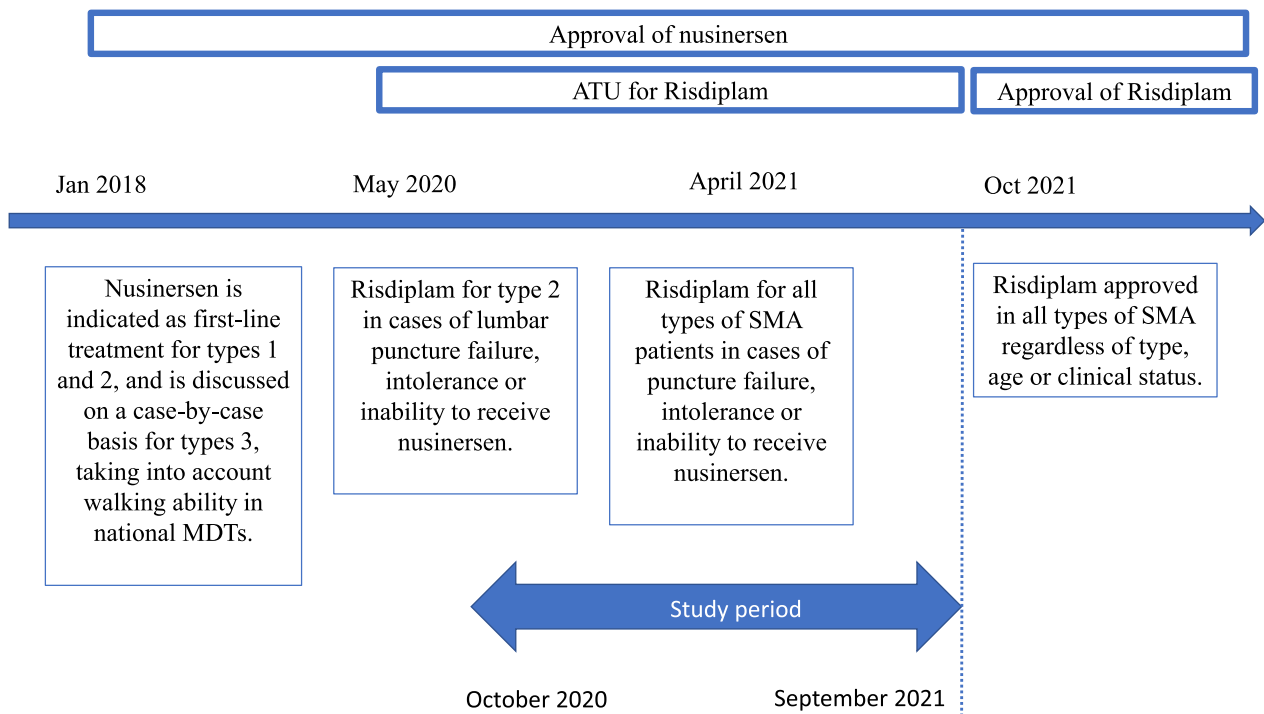 Approval of nusinersen
ATU for Risdiplam
Approval of Risdiplam
Jan 2018
May 2020
April 2021
Oct 2021
Nusinersen is
indicated as first-line
treatment for types 1
and 2, and is discussed
on a case-by-case
basis for types 3,
taking into account
walking ability in
national MDTs.
Risdiplam for type 2
in cases of lumbar
puncture failure,
intolerance or
inability to receive
nusinersen.
Risdiplam for all
types of SMA
patients in cases of
puncture failure,
intolerance or
inability to receive
nusinersen.
Risdiplam approved
in all types of SMA
regardless of type,
age or clinical status.
Study period
October 2020
September 2021